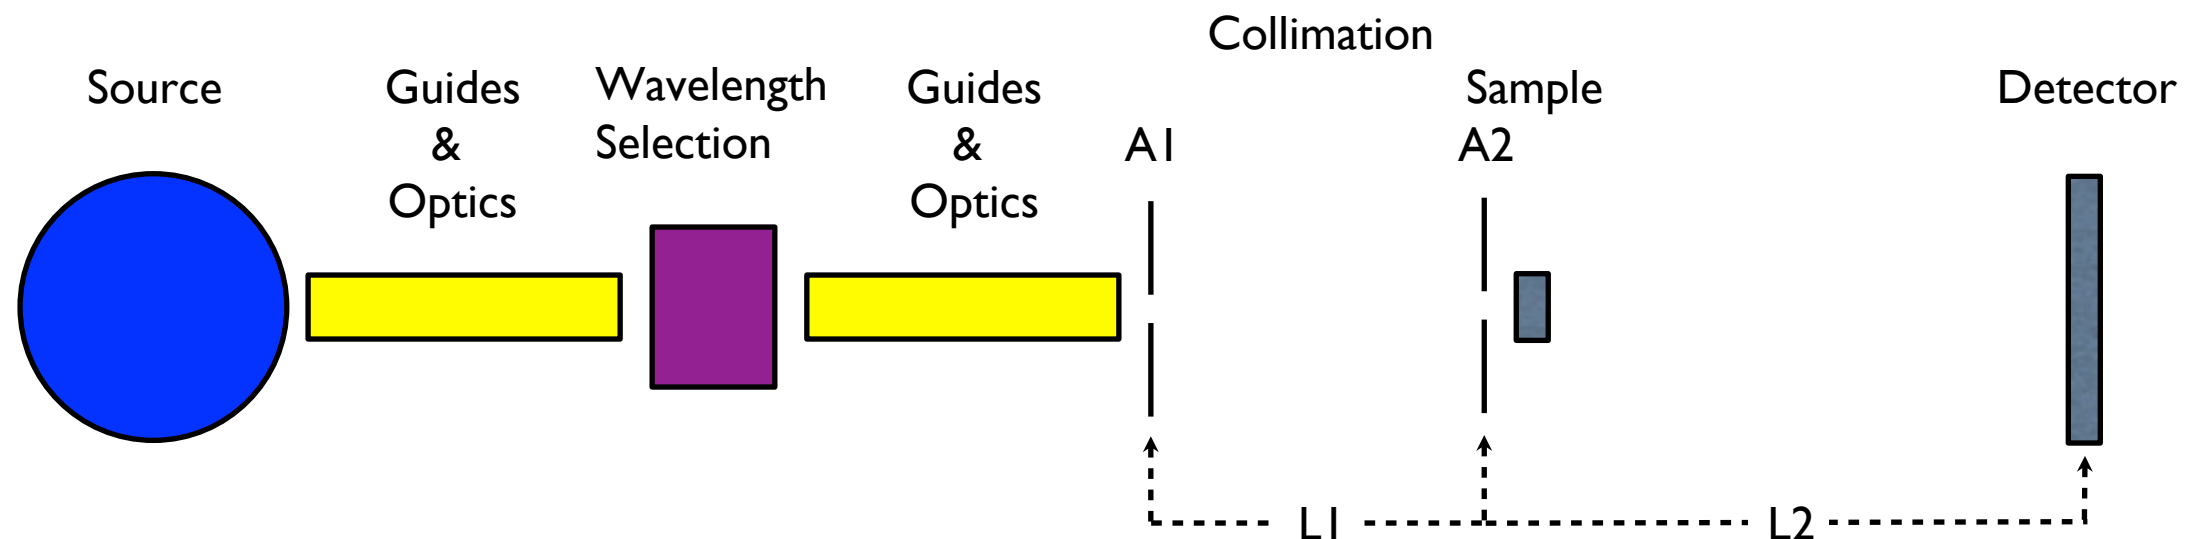 Collimation
Source
Guides
&
Optics
Wavelength
Selection
Guides
&
Optics
A1
Sample
A2
Detector
L1
L2